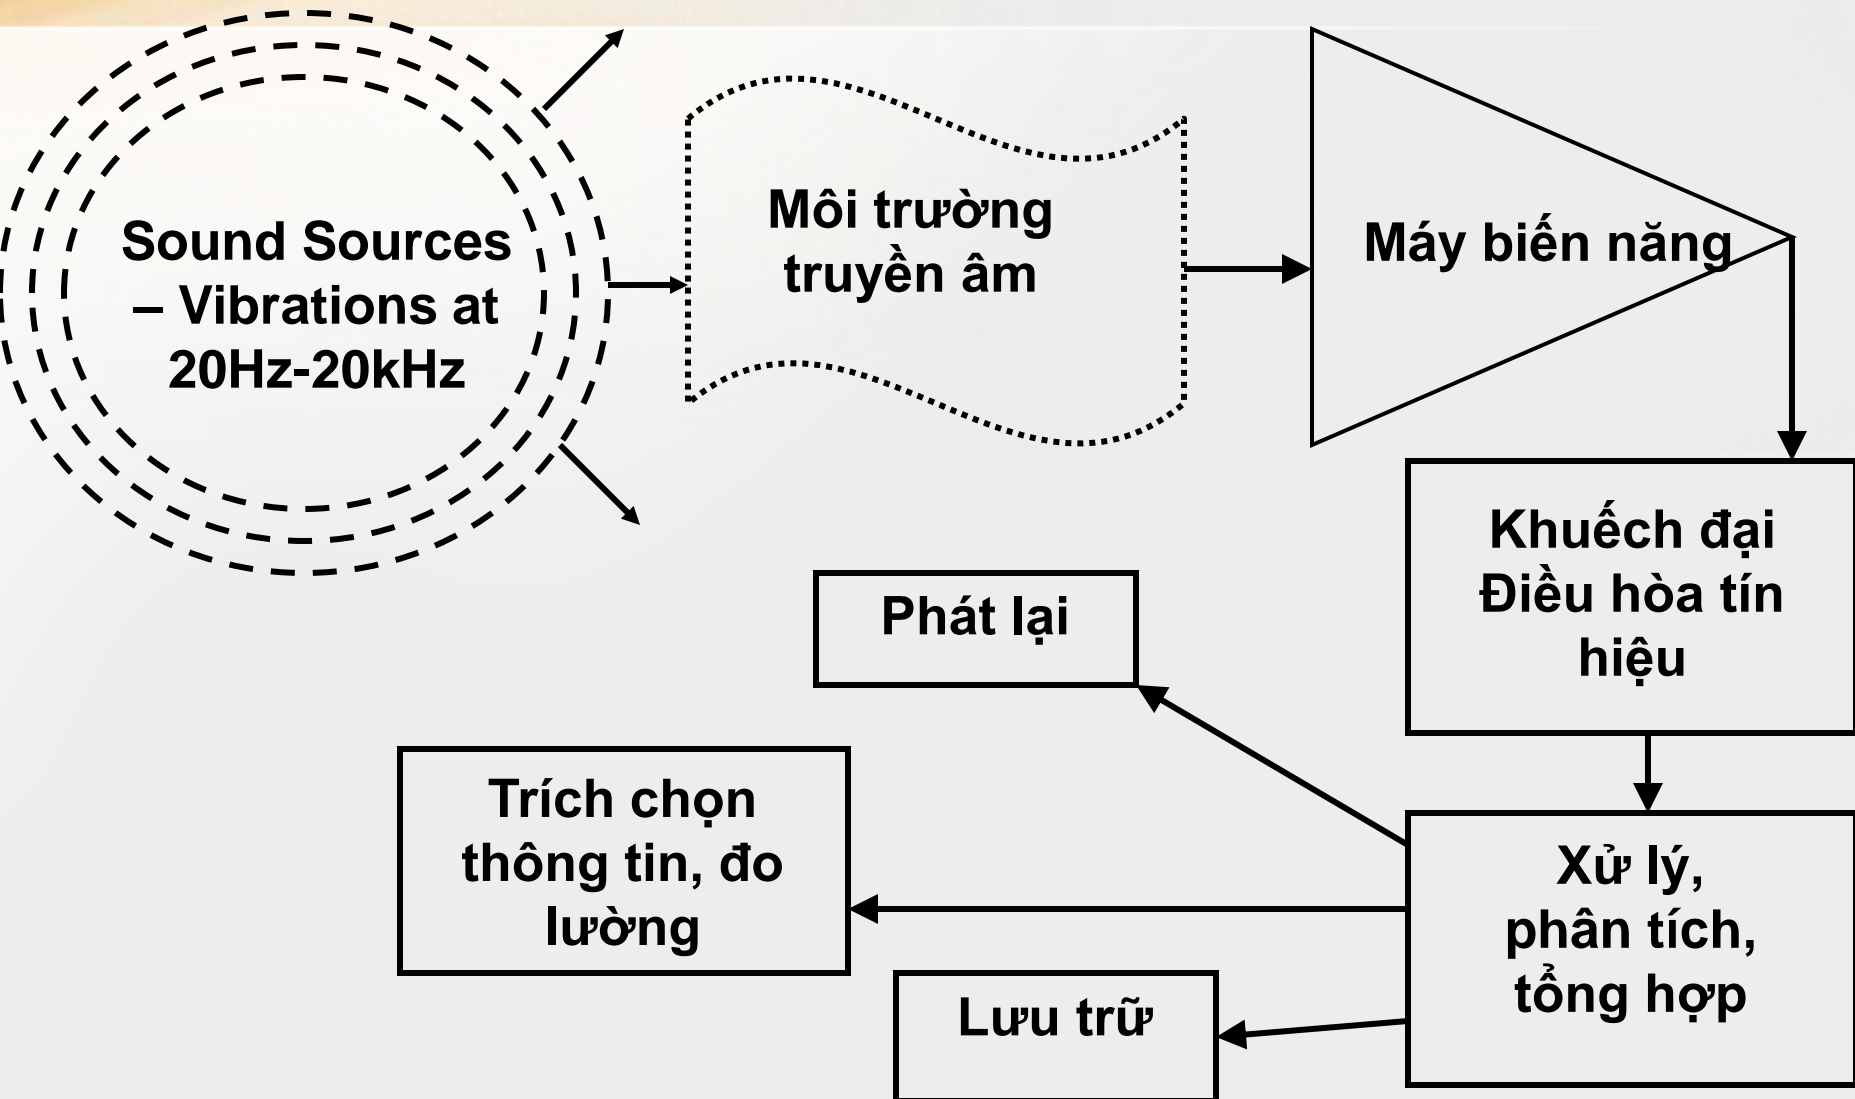 Sound Sources
– Vibrations at
20Hz-20kHz
Môi trường
truyền âm
Máy biến năng
Khuếch đại
Điều hòa tín
hiệu
Phát lại
Trích chọn
thông tin, đo
lường
Xử lý,
phân tích,
tổng hợp
Lưu trữ